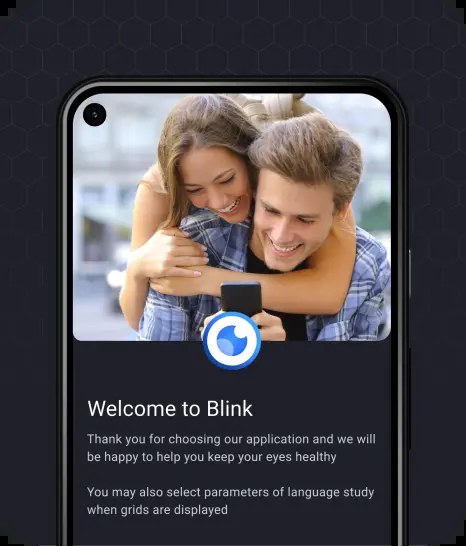 Welcome to Blink
Thank you for choosing our application and we will
be happy to help you keep your eyes healthy
You may also select parameters of language study
when grids are displayed